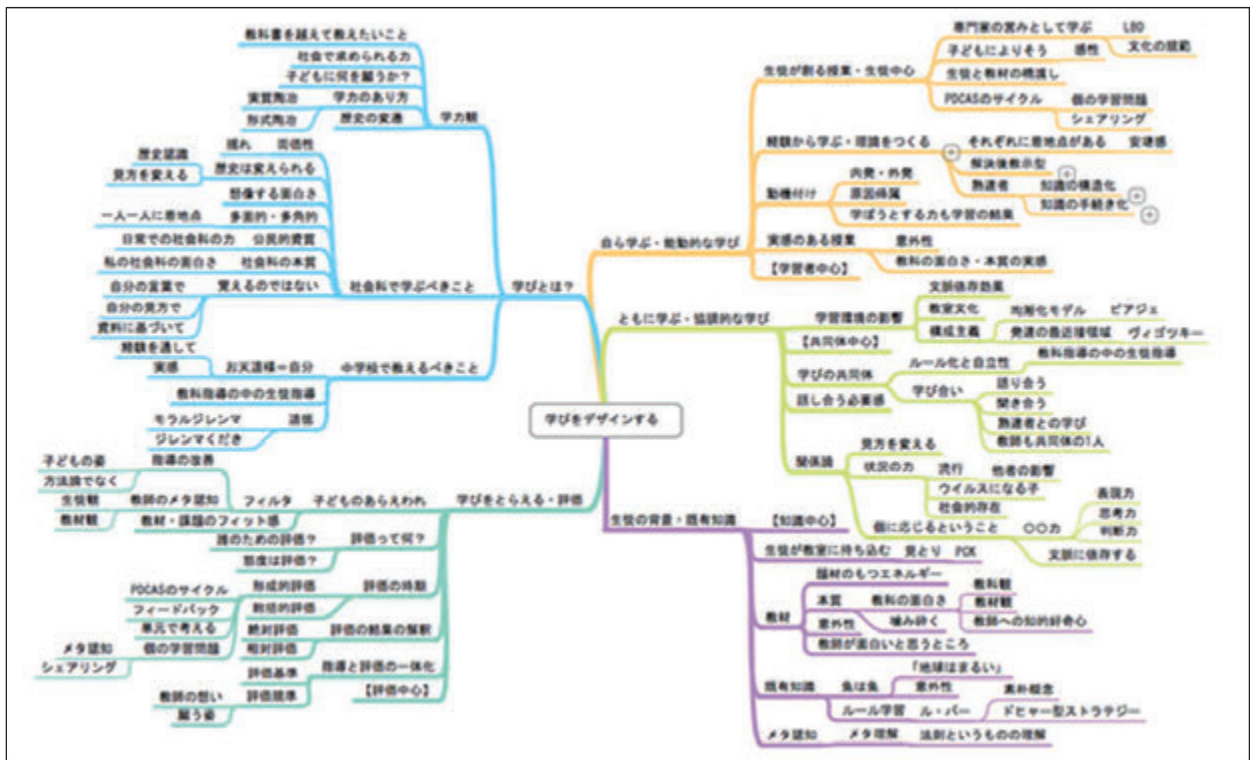 学びをデザインする
学びとは？
学力観
教科書を越えて教えたいこと
社会で求められる力
子どもに何を願うか？
学力のあり方
実質陶冶
形式陶冶
歴史の変遷
社会科で学ぶべきこと
両価性
揺れ
歴史は変えられる
歴史認識
見方を変える
想像する面白さ
多面的・多角的
一人一人に着地点
公民的資質
日常での社会科の力
社会科の本質
私の社会科の面白さ
覚えるのではない
自分の言葉で
自分の見方で
資料に基づいて
中学校で教えるべきこと
お天道様＝自分
経験を通して
実感
教科指導の中の生徒指導
道徳
モラルジレンマ
ジレンマくだき
学びをとらえる・評価
子どものあらえわれ
フィルタ
指導の改善
子どもの姿
方法論でなく
教師のメタ認知
生徒観
教材観
教材・課題のフィット感
評価って何？
誰のための評価？
態度は評価？
評価の時期
形成的評価
PDCASのサイクル
フィードバック
単元で考える
個の学習問題
メタ認知
シェアリング
総括的評価
評価の結果の解釈
絶対評価
相対評価
指導と評価の一体化
評価基準
評価規準
教師の想い
願う姿
【評価中心】
自ら学ぶ・能動的な学び
生徒が創る授業・生徒中心
専門家の営みとして学ぶ
LBD
文化の規範
子どもによりそう
感性
生徒と教材の橋渡し
PDCASのサイクル
個の学習問題
シェアリング
経験から学ぶ・理論をつくる
それぞれに着地点がある
安堵感
解決後教示型
熟達者
知識の構造化
知識の手続き化
動機付け
内発・外発
原因帰属
学ぼうとする力も学習の結果
実感のある授業
意外性
教科の面白さ・本質の実感
【学習者中心】
ともに学ぶ・協調的な学び
学習環境の影響
文脈依存効果
教室文化
構成主義
均衡化モデル
ピアジェ
発達の最近接領域
ヴィゴツキー
【共同体中心】
学びの共同体
ルール化と自立性
教科指導の中の生徒指導
学び合い
語り合う
聞き合う
熟達者との学び
教師も共同体の1人
話し合う必要感
関係論
見方を変える
状況の力
流行
他者の影響
ウイルスになる子
社会的存在
個に応じるということ
〇〇力
表現力
思考力
判断力
文脈に依存する
生徒の背景・既有知識
【知識中心】
生徒が教室に持ち込む
見とり
PCK
教材
題材のもつエネルギー
本質
教科の面白さ
教科観
教材観
教師への知的好奇心
噛み砕く
意外性
教師が面白いと思うところ
既有知識
魚は魚
「地球はまるい」
意外性
ルール学習
ル・バー
素朴概念
ドヒャー型ストラテジー
メタ認知
メタ理解
法則というものの理解